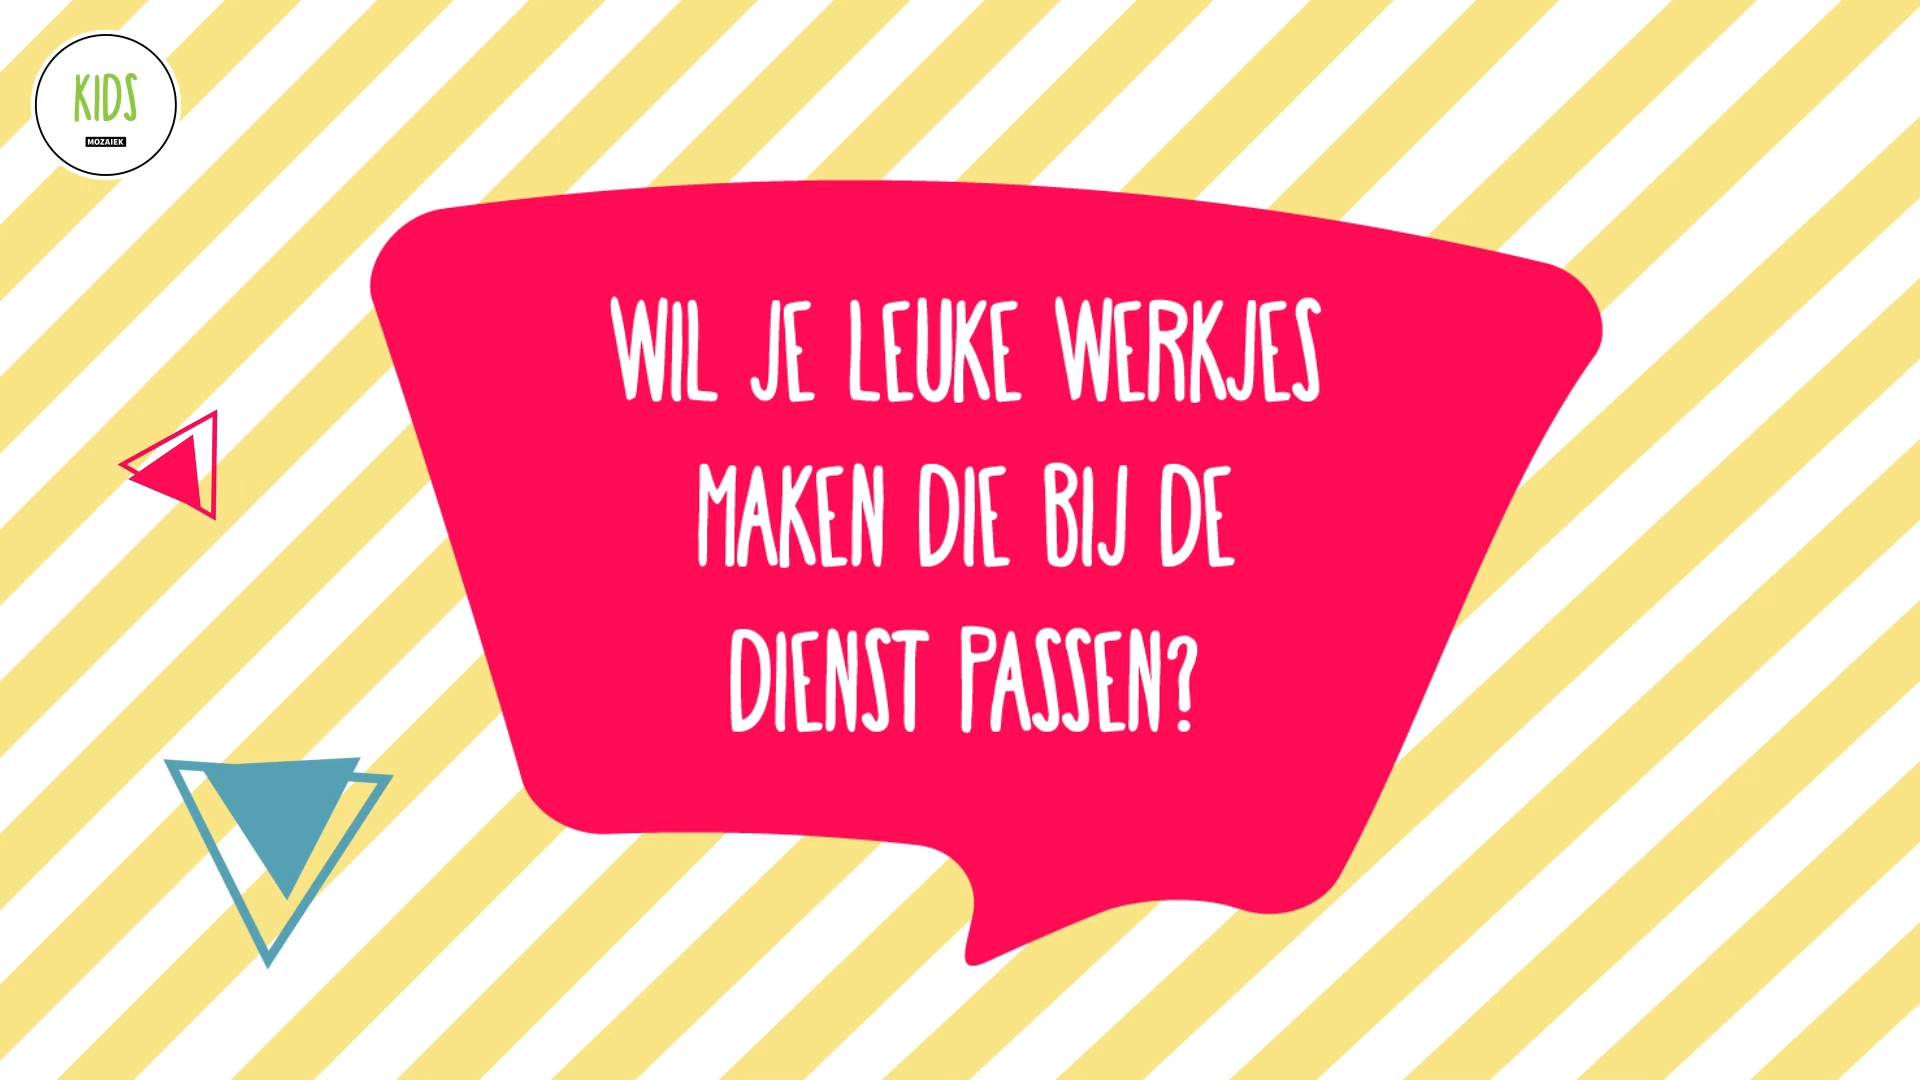 KIDS
MOZAIEK
WIL JE LEUKE WERKJES
MAKEN DIE BIJ DE
DIENST PASSEN?